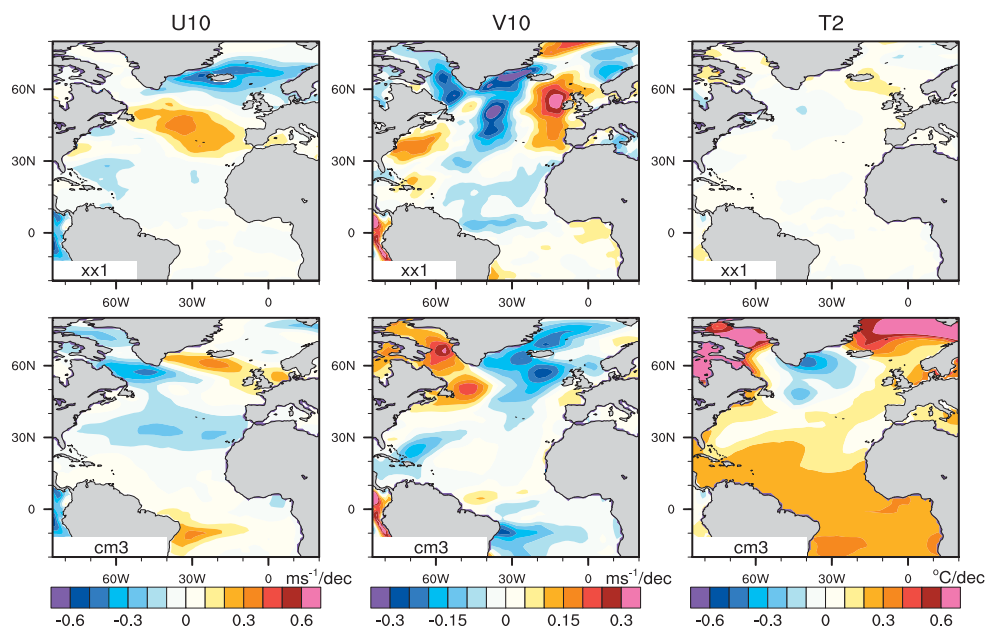 U10 V10 T2
60N 60N 60N
30N 30N 30N
0 0 0
xx1 xx1 xx1
60W 30W 0 60W 30W 0 60W 30W 0
60N 60N 60N
30N 30N 30N
0 0 0
cm3 cm3 cm3
60W 30W 0 60W 30W 0 60W 30W 0
ms⁻¹/dec ms⁻¹/dec °C/dec
-0.6 -0.3 0 0.3 0.6 -0.3 -0.15 0 0.15 0.3 -0.6 -0.3 0 0.3 0.6